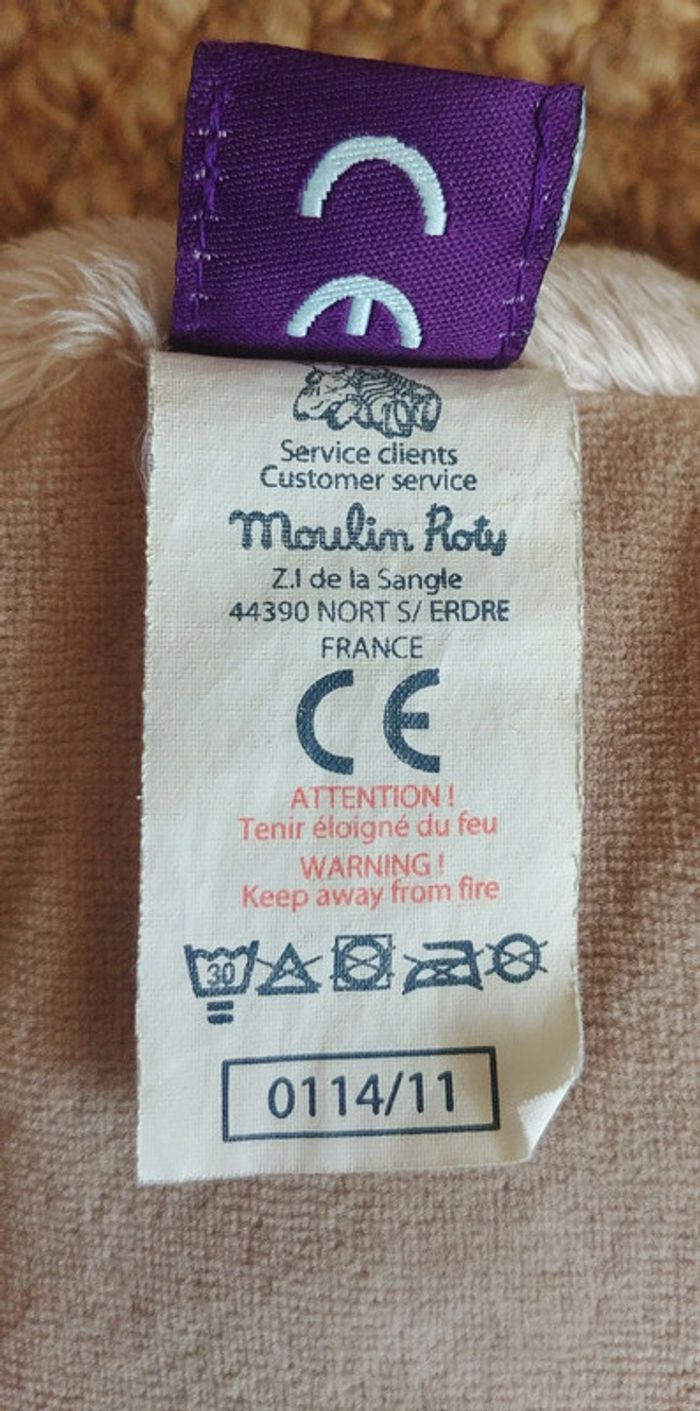 CE
Service clients
Customer service
Moulin Roty
Z.I de la Sangle
44390 NORT S/ ERDRE
FRANCE
CE
ATTENTION !
Tenir éloigné du feu
WARNING !
Keep away from fire
30
0114/11